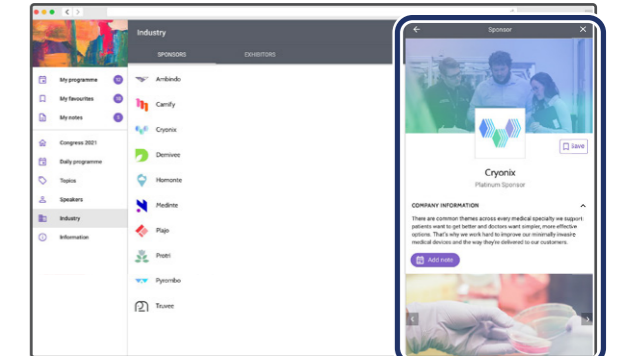 Industry
SPONSORS
EXHIBITORS
My programme
My favourites
My notes
Congress 2021
Daily programme
Topics
Speakers
Industry
Information
Ambindo
Camify
Cryonix
Demivee
Homonte
Medinte
Plajo
Protri
Pyrombo
Truvee
Sponsor
Save
Cryonix
Platinum Sponsor
COMPANY INFORMATION
There are common themes across every medical specialty we support:
patients want to get better and doctors want simpler, more effective
options. That's why we work hard to improve our minimally invasive
medical devices and the way they're delivered to our customers.
Add note